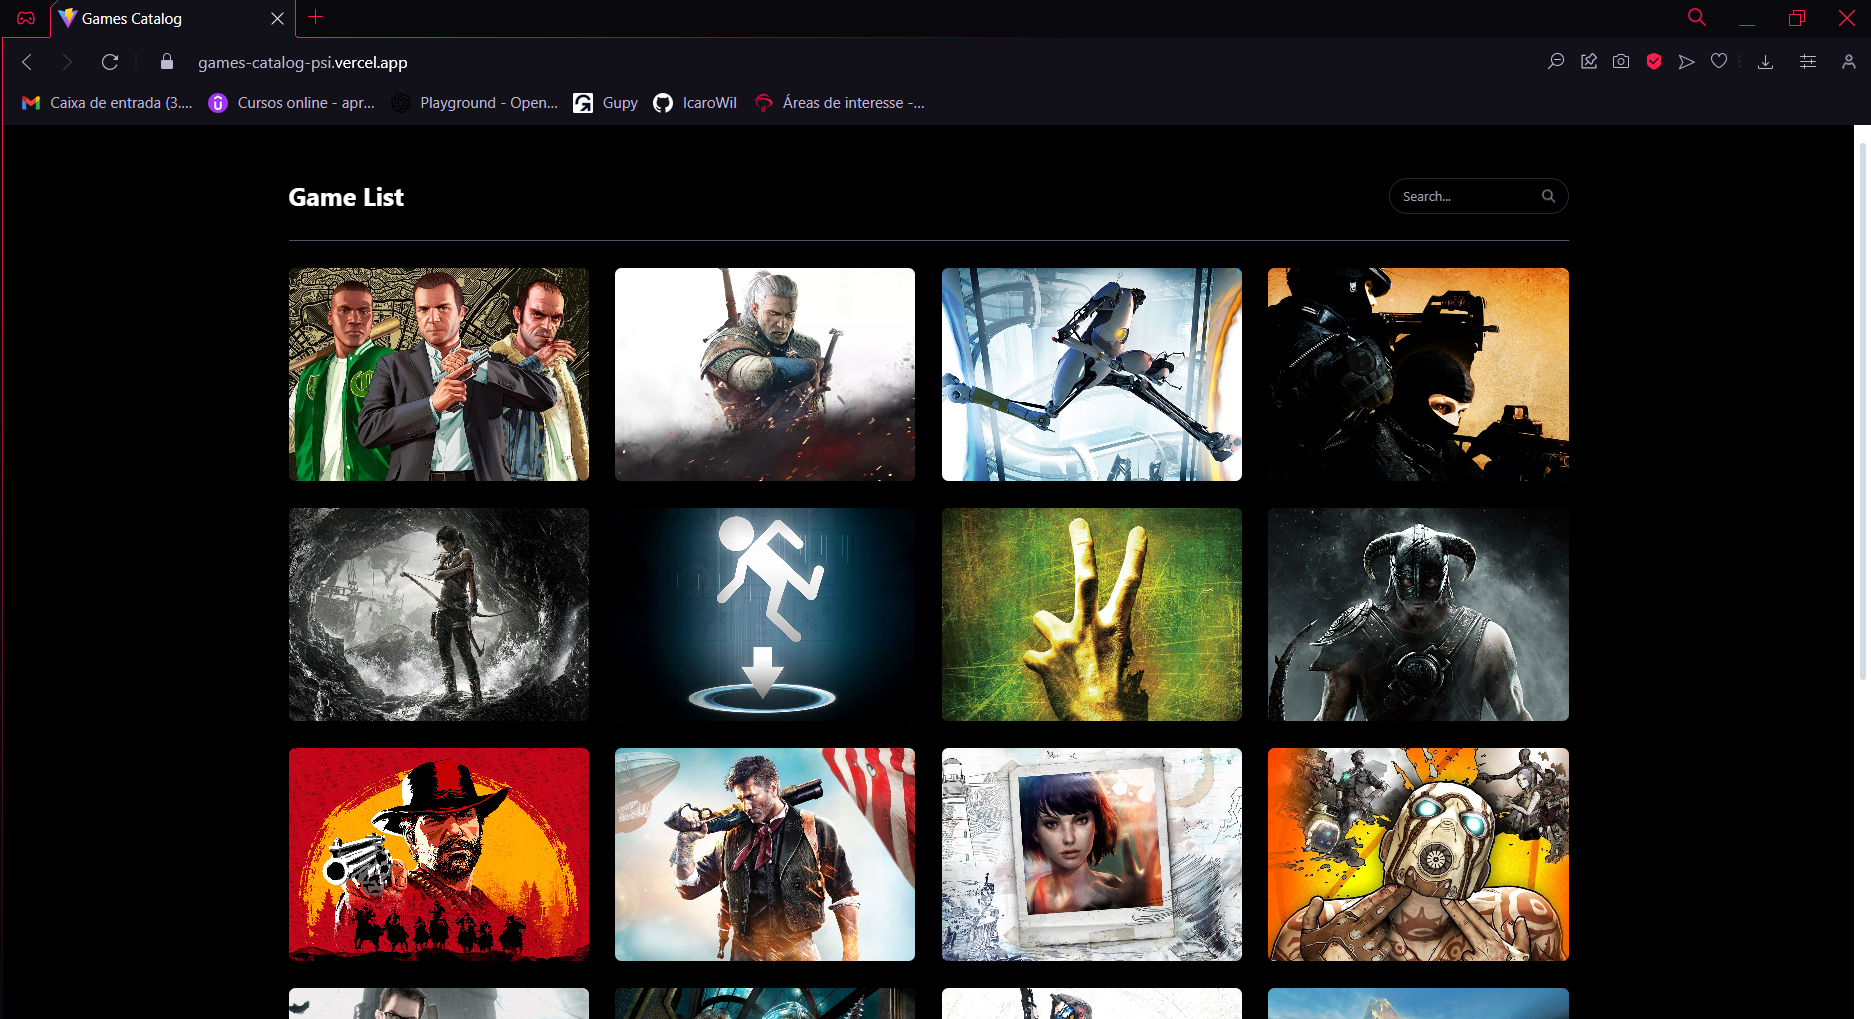 Games Catalog
games-catalog-psi.vercel.app
Caixa de entrada (3.... Cursos online - apr... Playground - Open... Gupy IcaroWil Áreas de interesse -...
Game List Search...